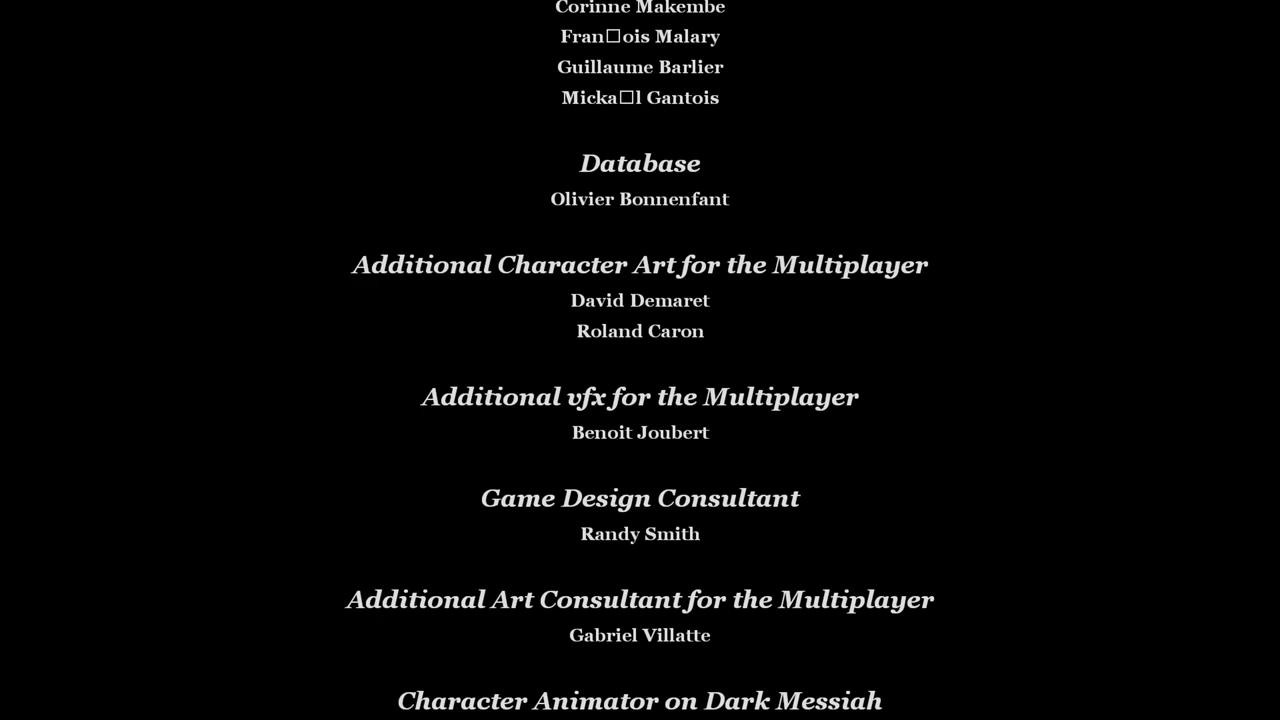 Corinne Makembe
Fran□ois Malary
Guillaume Barlier
Micka□l Gantois
Database
Olivier Bonnenfant
Additional Character Art for the Multiplayer
David Demaret
Roland Caron
Additional vfx for the Multiplayer
Benoit Joubert
Game Design Consultant
Randy Smith
Additional Art Consultant for the Multiplayer
Gabriel Villatte
Character Animator on Dark Messiah